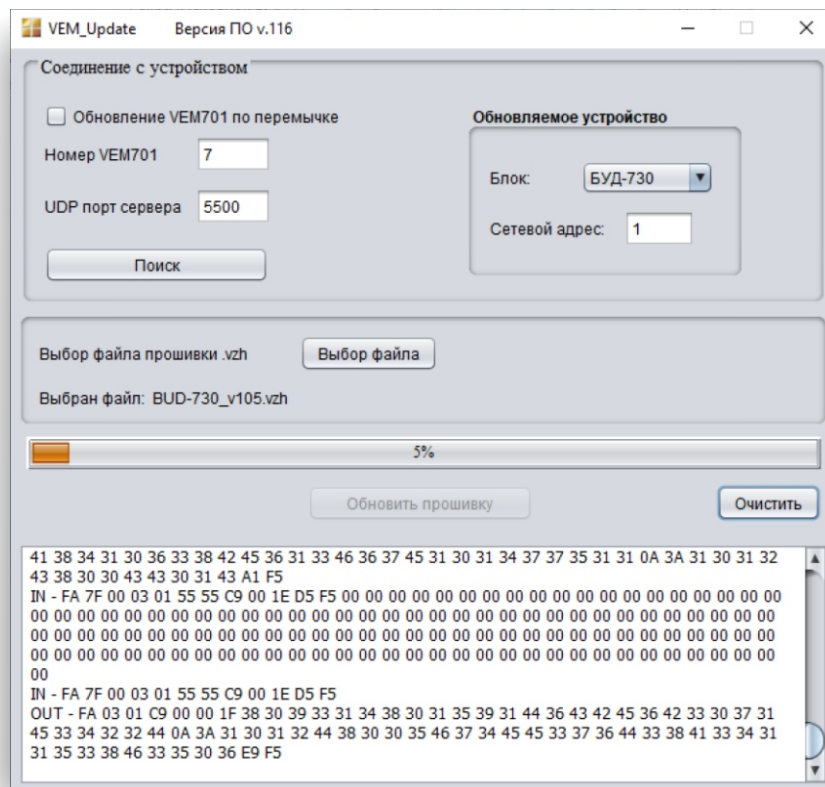 VEM_Update Версия ПО v.116
Соединение с устройством
Обновление VEM701 по перемычке
Номер VEM701 7
UDP порт сервера 5500
Поиск
Обновляемое устройство
Блок: БУД-730
Сетевой адрес: 1
Выбор файла прошивки .vzh Выбор файла
Выбран файл: BUD-730_v105.vzh
5%
Обновить прошивку Очистить
41 38 34 31 30 36 33 38 42 45 36 31 33 46 36 37 45 31 30 31 34 37 37 35 31 31 0A 3A 31 30 31 32
43 38 30 30 43 43 30 31 43 A1 F5
IN - FA 7F 00 03 01 55 55 C9 00 1E D5 F5 00 00 00 00 00 00 00 00 00 00 00 00 00 00 00 00 00 00
00 00 00 00 00 00 00 00 00 00 00 00 00 00 00 00 00 00 00 00 00 00 00 00 00 00 00 00 00 00 00 00
00 00 00 00 00 00 00 00 00 00 00 00 00 00 00 00 00 00 00 00 00 00 00 00 00 00 00 00 00 00 00 00
00 00 00 00 00 00 00 00 00 00 00 00 00 00 00 00 00 00 00 00 00 00 00 00 00 00 00 00 00 00 00 00
00
IN - FA 7F 00 03 01 55 55 C9 00 1E D5 F5
OUT - FA 03 01 C9 00 00 1F 38 30 39 33 31 34 38 30 31 35 39 31 44 36 43 42 45 36 42 33 30 37 31
45 33 34 32 32 44 0A 3A 31 30 31 32 44 38 30 30 35 46 37 34 45 45 33 37 36 44 33 38 41 33 34 31
31 35 33 38 46 33 35 30 36 E9 F5